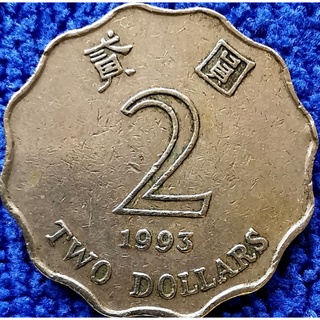 貳 圓
2
1993
TWO DOLLARS